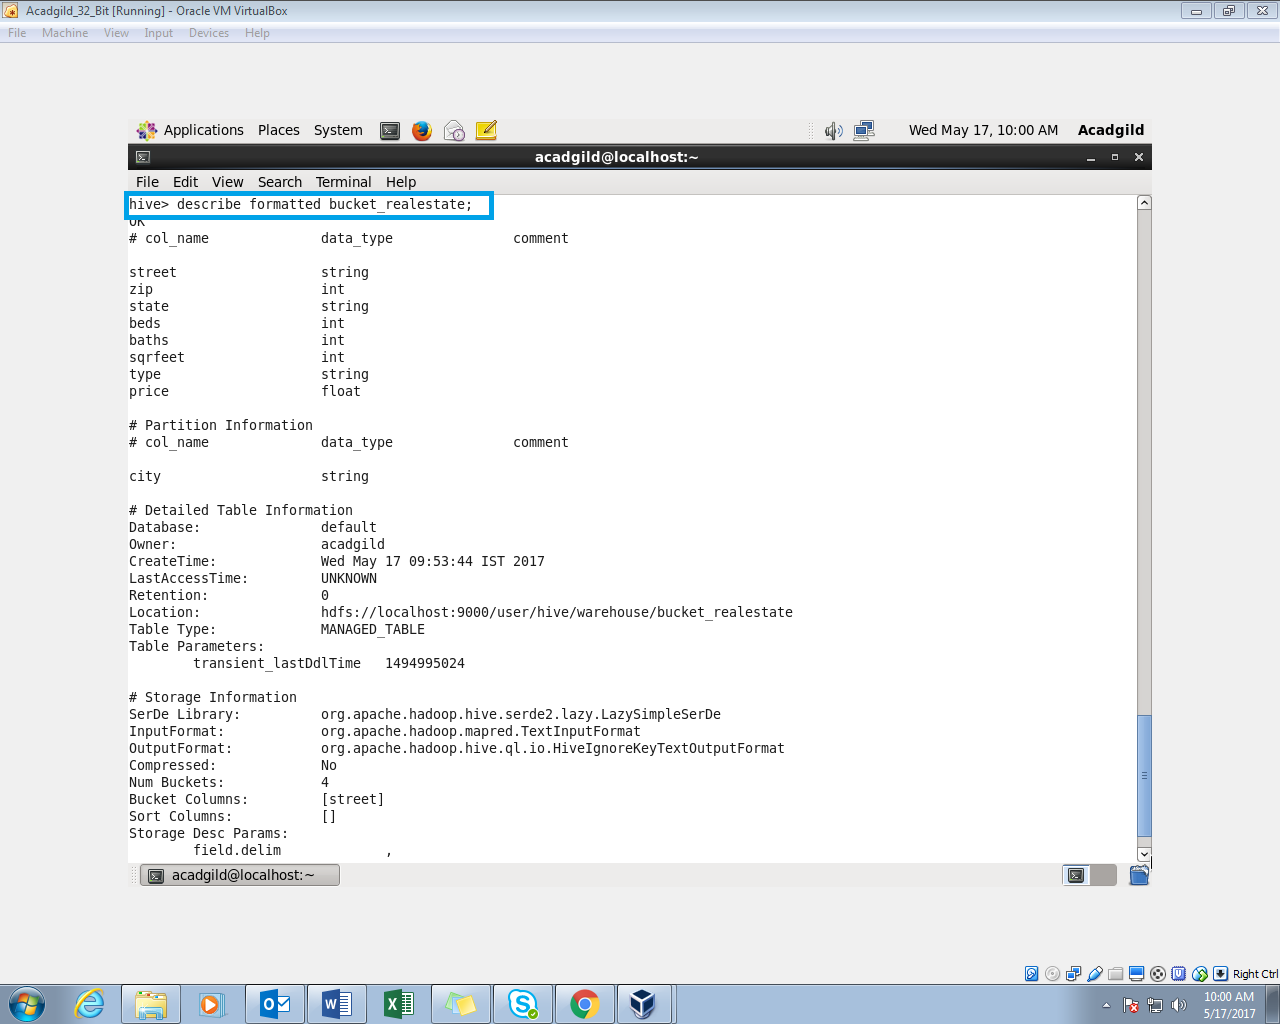 Acadgild_32_Bit [Running] - Oracle VM VirtualBox
File Machine View Input Devices Help
Applications Places System Wed May 17, 10:00 AM Acadgild
acadgild@localhost:~
File Edit View Search Terminal Help
hive> describe formatted bucket_realestate;
OK
# col_name data_type comment
street string
zip int
state string
beds int
baths int
sqrfeet int
type string
price float
# Partition Information
# col_name data_type comment
city string
# Detailed Table Information
Database: default
Owner: acadgild
CreateTime: Wed May 17 09:53:44 IST 2017
LastAccessTime: UNKNOWN
Retention: 0
Location: hdfs://localhost:9000/user/hive/warehouse/bucket_realestate
Table Type: MANAGED_TABLE
Table Parameters:
transient_lastDdlTime 1494995024
# Storage Information
SerDe Library: org.apache.hadoop.hive.serde2.lazy.LazySimpleSerDe
InputFormat: org.apache.hadoop.mapred.TextInputFormat
OutputFormat: org.apache.hadoop.hive.ql.io.HiveIgnoreKeyTextOutputFormat
Compressed: No
Num Buckets: 4
Bucket Columns: [street]
Sort Columns: []
Storage Desc Params:
field.delim ,
acadgild@localhost:~
Right Ctrl
10:00 AM
5/17/2017